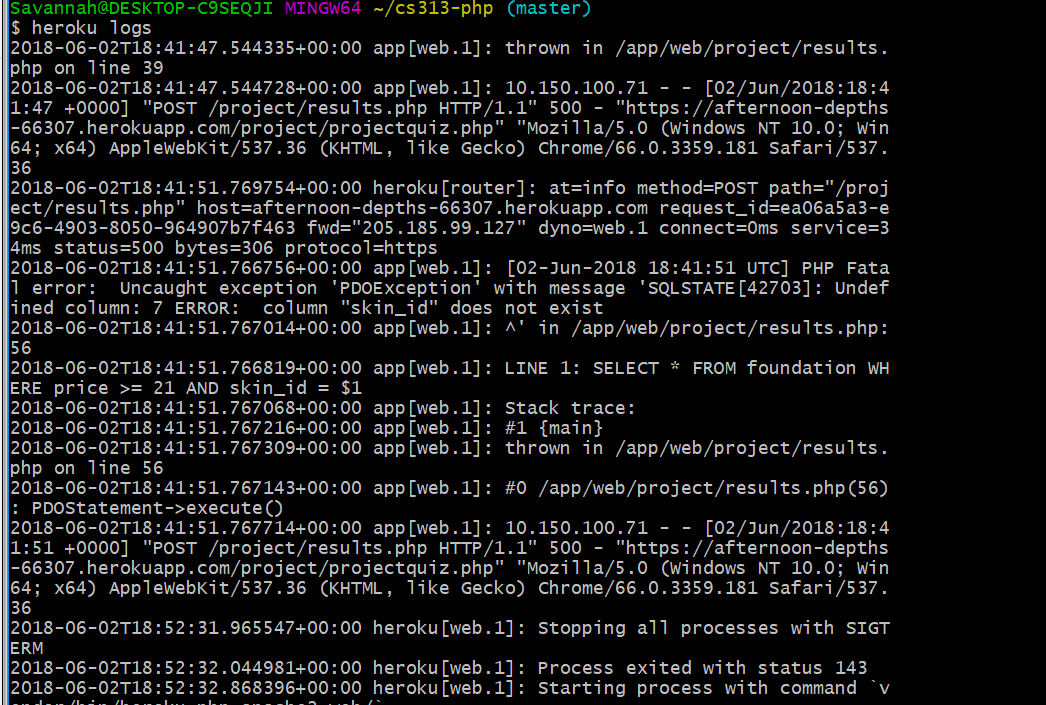 Savannah@DESKTOP-C9SEQJI MINGW64 ~/cs313-php (master)
$ heroku logs
2018-06-02T18:41:47.544335+00:00 app[web.1]: thrown in /app/web/project/results.
php on line 39
2018-06-02T18:41:47.544728+00:00 app[web.1]: 10.150.100.71 - - [02/Jun/2018:18:4
1:47 +0000] "POST /project/results.php HTTP/1.1" 500 - "https://afternoon-depths
-66307.herokuapp.com/project/projectquiz.php" "Mozilla/5.0 (Windows NT 10.0; Win
64; x64) AppleWebKit/537.36 (KHTML, like Gecko) Chrome/66.0.3359.181 Safari/537.
36
2018-06-02T18:41:51.769754+00:00 heroku[router]: at=info method=POST path="/proj
ect/results.php" host=afternoon-depths-66307.herokuapp.com request_id=ea06a5a3-e
9c6-4903-8050-964907b7f463 fwd="205.185.99.127" dyno=web.1 connect=0ms service=3
4ms status=500 bytes=306 protocol=https
2018-06-02T18:41:51.766756+00:00 app[web.1]: [02-Jun-2018 18:41:51 UTC] PHP Fata
l error:  Uncaught exception 'PDOException' with message 'SQLSTATE[42703]: Undef
ined column: 7 ERROR:  column "skin_id" does not exist
2018-06-02T18:41:51.767014+00:00 app[web.1]: ^' in /app/web/project/results.php:
56
2018-06-02T18:41:51.766819+00:00 app[web.1]: LINE 1: SELECT * FROM foundation WH
ERE price >= 21 AND skin_id = $1
2018-06-02T18:41:51.767068+00:00 app[web.1]: Stack trace:
2018-06-02T18:41:51.767216+00:00 app[web.1]: #1 {main}
2018-06-02T18:41:51.767309+00:00 app[web.1]: thrown in /app/web/project/results.
php on line 56
2018-06-02T18:41:51.767143+00:00 app[web.1]: #0 /app/web/project/results.php(56)
: PDOStatement->execute()
2018-06-02T18:41:51.767714+00:00 app[web.1]: 10.150.100.71 - - [02/Jun/2018:18:4
1:51 +0000] "POST /project/results.php HTTP/1.1" 500 - "https://afternoon-depths
-66307.herokuapp.com/project/projectquiz.php" "Mozilla/5.0 (Windows NT 10.0; Win
64; x64) AppleWebKit/537.36 (KHTML, like Gecko) Chrome/66.0.3359.181 Safari/537.
36
2018-06-02T18:52:31.965547+00:00 heroku[web.1]: Stopping all processes with SIGT
ERM
2018-06-02T18:52:32.044981+00:00 heroku[web.1]: Process exited with status 143
2018-06-02T18:52:32.868396+00:00 heroku[web.1]: Starting process with command `v